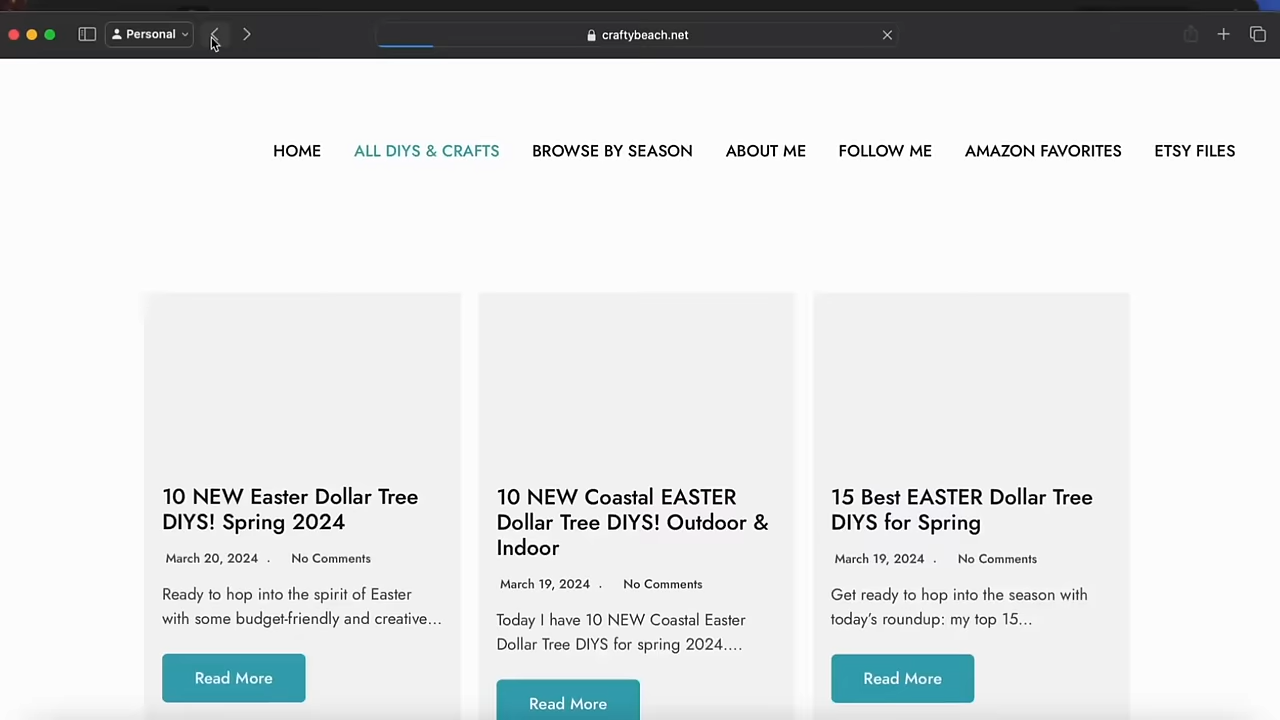 Personal
craftybeach.net
HOME ALL DIYS & CRAFTS BROWSE BY SEASON ABOUT ME FOLLOW ME AMAZON FAVORITES ETSY FILES
10 NEW Easter Dollar Tree
DIYS! Spring 2024
March 20, 2024 . No Comments
Ready to hop into the spirit of Easter
with some budget-friendly and creative…
Read More
10 NEW Coastal EASTER
Dollar Tree DIYS! Outdoor &
Indoor
March 19, 2024 . No Comments
Today I have 10 NEW Coastal Easter
Dollar Tree DIYS for spring 2024.…
Read More
15 Best EASTER Dollar Tree
DIYS for Spring
March 19, 2024 . No Comments
Get ready to hop into the season with
today’s roundup: my top 15…
Read More